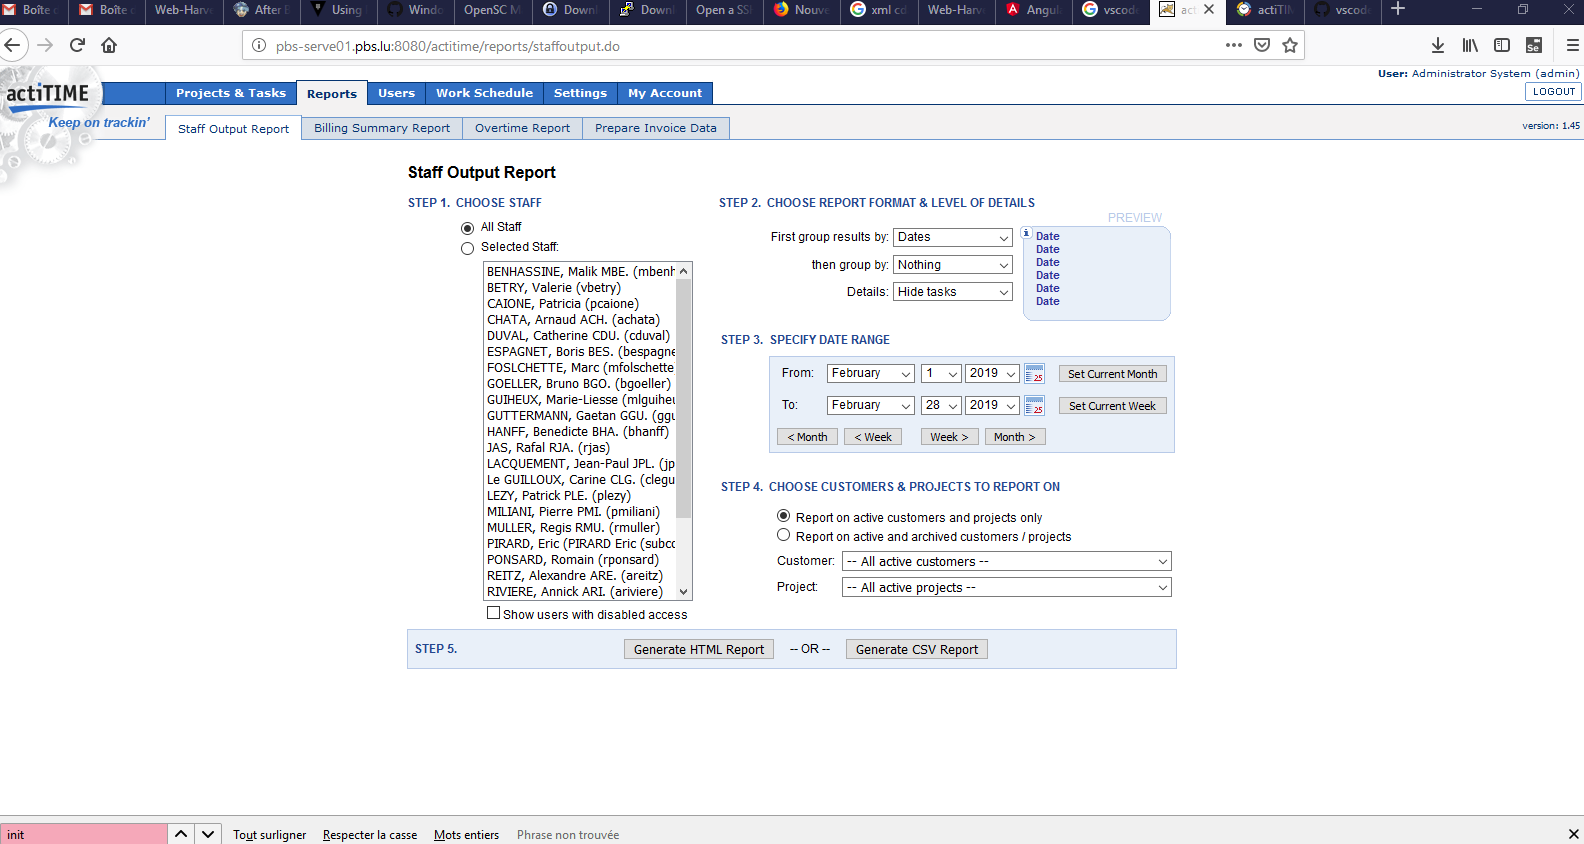 Boîte
Boîte
Web-Harv
After
Using
Windo
OpenSC M
Down
Down
Open a SS
Nouve
xml cd
Web-Harv
Angul
vscod
act
actiTIM
vscod
pbs-serve01.pbs.lu:8080/actitime/reports/staffoutput.do
User: Administrator System (admin)
LOGOUT
actiTIME
Keep on trackin'
Projects & Tasks
Reports
Users
Work Schedule
Settings
My Account
Staff Output Report
Billing Summary Report
Overtime Report
Prepare Invoice Data
version: 1.45
Staff Output Report
STEP 1. CHOOSE STAFF
All Staff
Selected Staff:
BENHASSINE, Malik MBE. (mbenh
BETRY, Valerie (vbetry)
CAIONE, Patricia (pcaione)
CHATA, Arnaud ACH. (achata)
DUVAL, Catherine CDU. (cduval)
ESPAGNET, Boris BES. (bespagne
FOSLCHETTE, Marc (mfolschette)
GOELLER, Bruno BGO. (bgoeller)
GUIHEUX, Marie-Liesse (mlguiheu
GUTTERMANN, Gaetan GGU. (ggu
HANFF, Benedicte BHA. (bhanff)
JAS, Rafal RJA. (rjas)
LACQUEMENT, Jean-Paul JPL. (jp
Le GUILLOUX, Carine CLG. (clegu
LEZY, Patrick PLE. (plezy)
MILIANI, Pierre PMI. (pmiliani)
MULLER, Regis RMU. (rmuller)
PIRARD, Eric (PIRARD Eric (subco
PONSARD, Romain (rponsard)
REITZ, Alexandre ARE. (areitz)
RIVIERE, Annick ARI. (ariviere)
Show users with disabled access
STEP 2. CHOOSE REPORT FORMAT & LEVEL OF DETAILS
PREVIEW
First group results by: Dates
then group by: Nothing
Details: Hide tasks
Date
Date
Date
Date
Date
Date
STEP 3. SPECIFY DATE RANGE
From: February 1 2019 25 Set Current Month
To: February 28 2019 25 Set Current Week
< Month
< Week
Week >
Month >
STEP 4. CHOOSE CUSTOMERS & PROJECTS TO REPORT ON
Report on active customers and projects only
Report on active and archived customers / projects
Customer: -- All active customers --
Project: -- All active projects --
STEP 5.
Generate HTML Report
-- OR --
Generate CSV Report
init
Tout surligner
Respecter la casse
Mots entiers
Phrase non trouvée